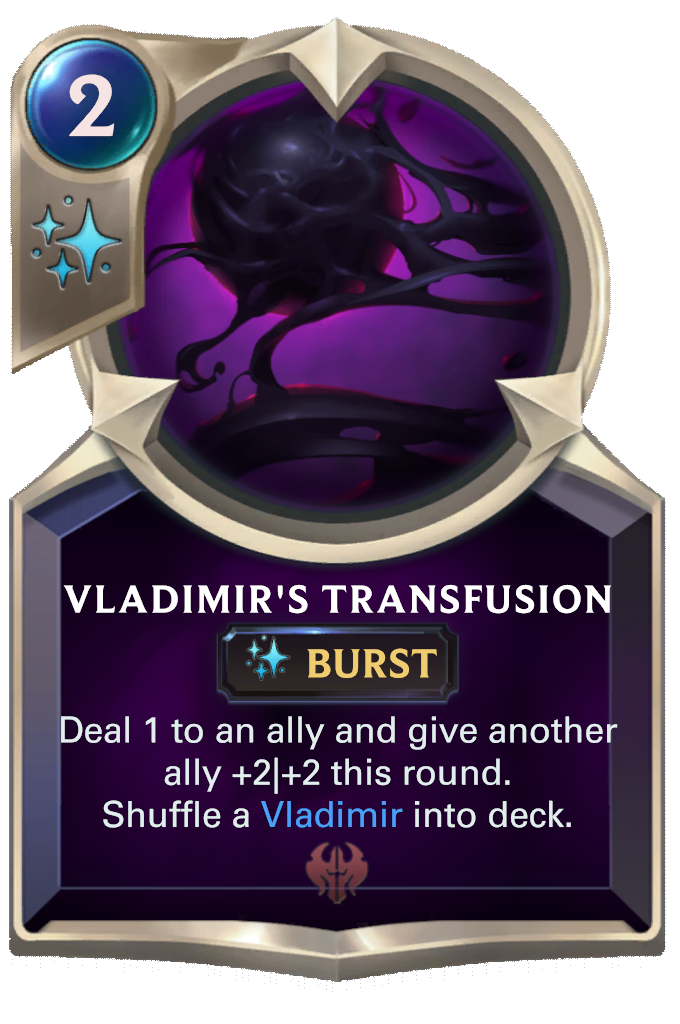 2
VLADIMIR'S TRANSFUSION
BURST
Deal 1 to an ally and give another
ally +2|+2 this round.
Shuffle a Vladimir into deck.